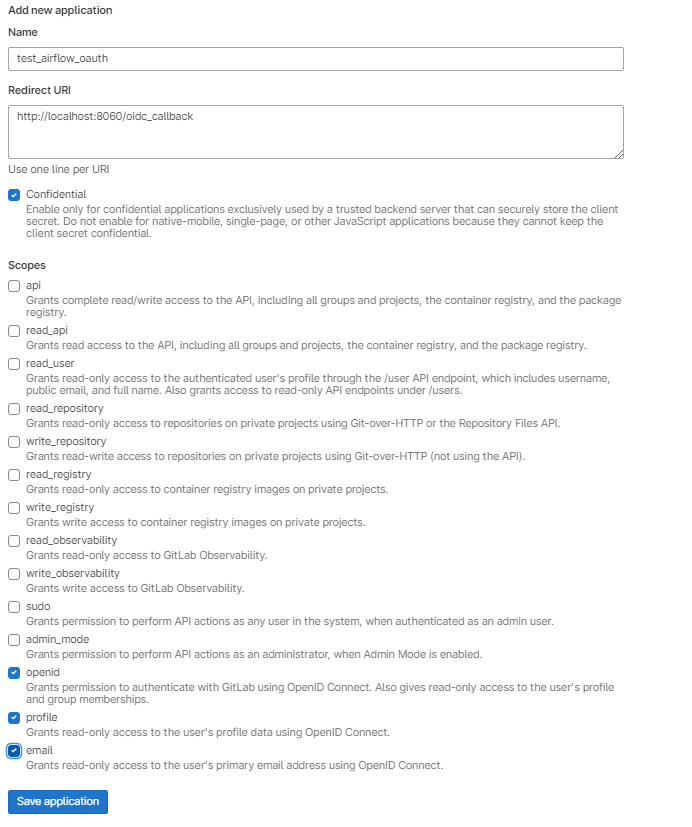 Add new application
Name
test_airflow_oauth
Redirect URI
http://localhost:8060/oidc_callback
Use one line per URI
Confidential
Enable only for confidential applications exclusively used by a trusted backend server that can securely store the client
secret. Do not enable for native-mobile, single-page, or other JavaScript applications because they cannot keep the
client secret confidential.
Scopes
api
Grants complete read/write access to the API, including all groups and projects, the container registry, and the package
registry.
read_api
Grants read access to the API, including all groups and projects, the container registry, and the package registry.
read_user
Grants read-only access to the authenticated user's profile through the /user API endpoint, which includes username,
public email, and full name. Also grants access to read-only API endpoints under /users.
read_repository
Grants read-only access to repositories on private projects using Git-over-HTTP or the Repository Files API.
write_repository
Grants read-write access to repositories on private projects using Git-over-HTTP (not using the API).
read_registry
Grants read-only access to container registry images on private projects.
write_registry
Grants write access to container registry images on private projects.
read_observability
Grants read-only access to GitLab Observability.
write_observability
Grants write access to GitLab Observability.
sudo
Grants permission to perform API actions as any user in the system, when authenticated as an admin user.
admin_mode
Grants permission to perform API actions as an administrator, when Admin Mode is enabled.
openid
Grants permission to authenticate with GitLab using OpenID Connect. Also gives read-only access to the user's profile
and group memberships.
profile
Grants read-only access to the user's profile data using OpenID Connect.
email
Grants read-only access to the user's primary email address using OpenID Connect.
Save application